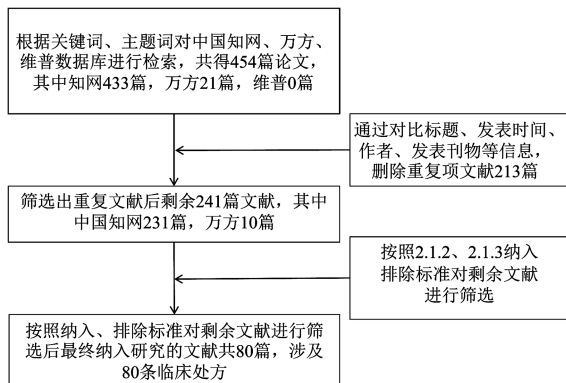 根据关键词、主题词对中国知网、万方、
维普数据库进行检索，共得454篇论文，
其中知网433篇，万方21篇，维普0篇
通过对比标题、发表时间、
作者、发表刊物等信息，
删除重复项文献213篇
筛选出重复文献后剩余241篇文献，其中
中国知网231篇，万方10篇
按照2.1.2、2.1.3纳入
排除标准对剩余文献
进行筛选
按照纳入、排除标准对剩余文献进行筛
选后最终纳入研究的文献共80篇，涉及
80条临床处方